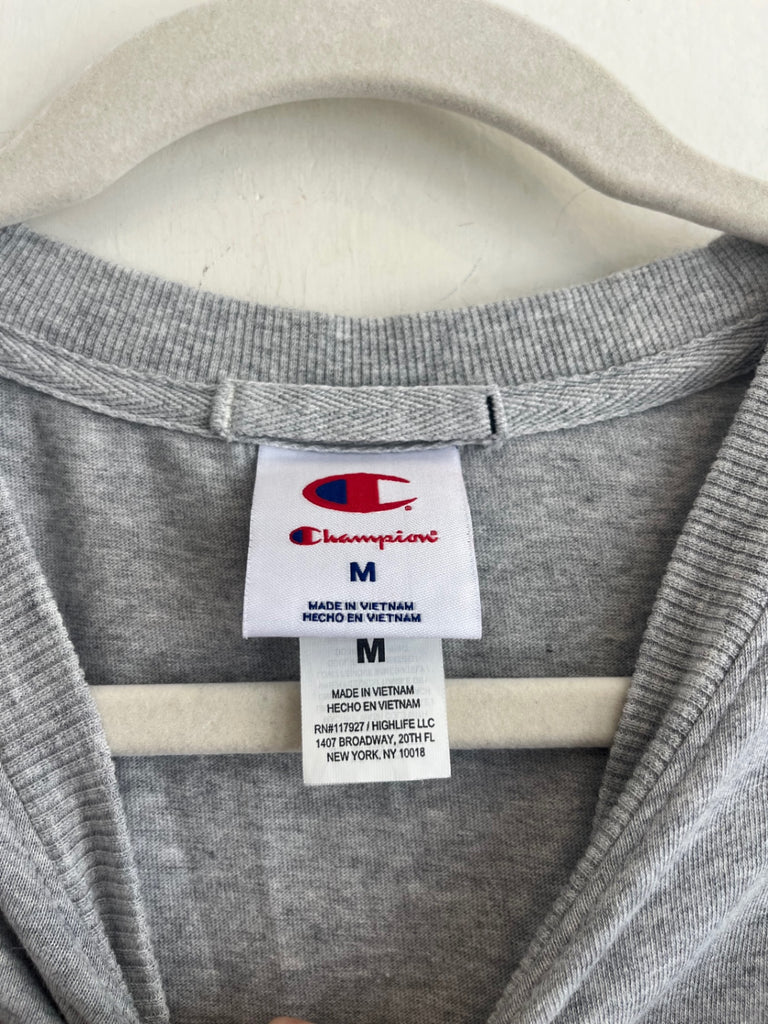 Champion
M
MADE IN VIETNAM
HECHO EN VIETNAM
M
MADE IN VIETNAM
HECHO EN VIETNAM
RN#117927 / HIGHLIFE LLC
1407 BROADWAY, 20TH FL
NEW YORK, NY 10018